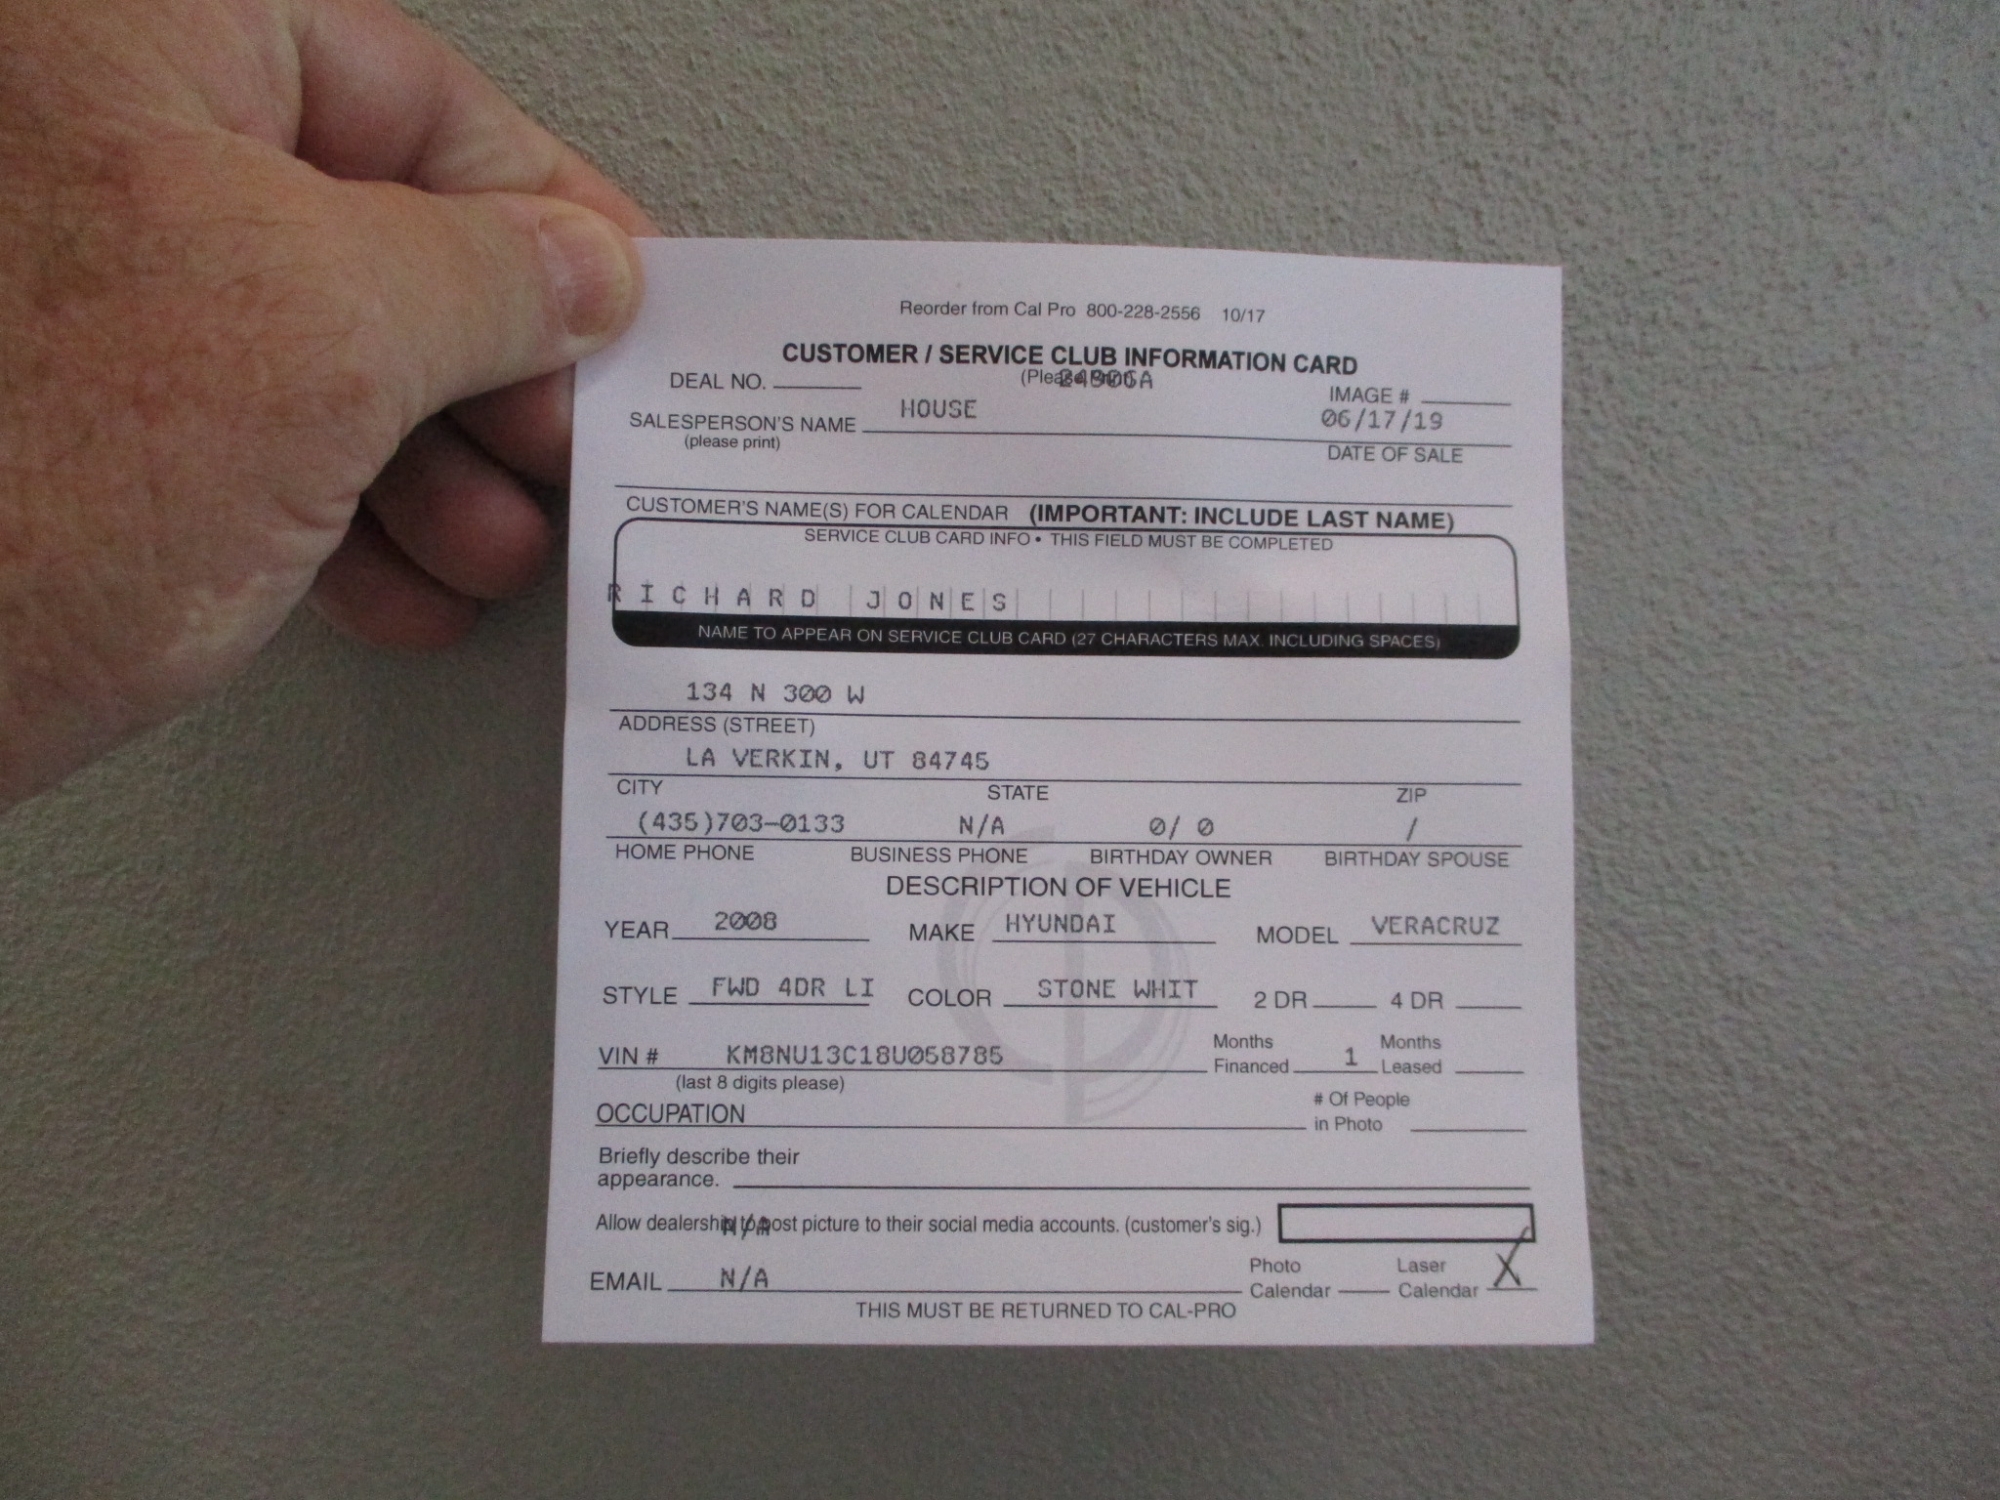 Reorder from Cal Pro 800-228-2556 10/17
CUSTOMER / SERVICE CLUB INFORMATION CARD
DEAL NO. (Please Print)
IMAGE #
SALESPERSON'S NAME HOUSE 06/17/19
(please print) DATE OF SALE
CUSTOMER'S NAME(S) FOR CALENDAR (IMPORTANT: INCLUDE LAST NAME)
SERVICE CLUB CARD INFO • THIS FIELD MUST BE COMPLETED
RICHARD JONES
NAME TO APPEAR ON SERVICE CLUB CARD (27 CHARACTERS MAX. INCLUDING SPACES)
134 N 300 W
ADDRESS (STREET)
LA VERKIN, UT 84745
CITY STATE ZIP
(435)703-0133 N/A 0/ 0 /
HOME PHONE BUSINESS PHONE BIRTHDAY OWNER BIRTHDAY SPOUSE
DESCRIPTION OF VEHICLE
YEAR 2008 MAKE HYUNDAI MODEL VERACRUZ
STYLE FWD 4DR LI COLOR STONE WHIT 2 DR 4 DR
VIN # KM8NU13C18U058785 Months Financed 1 Months Leased
(last 8 digits please)
OCCUPATION # Of People in Photo
Briefly describe their
appearance.
Allow dealership to post picture to their social media accounts. (customer's sig.)
N/A
EMAIL N/A Photo Calendar Laser Calendar X
THIS MUST BE RETURNED TO CAL-PRO